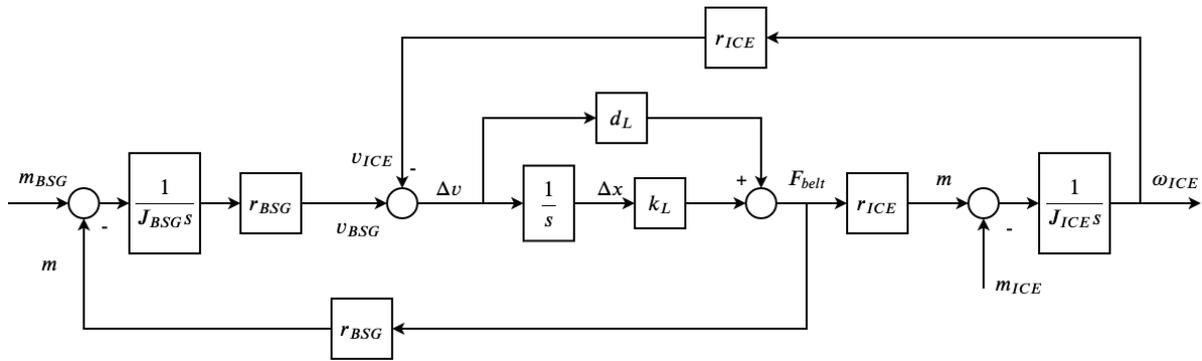 r_ICE
d_L
v_ICE
-
m_BSG
1
J_BSG s
r_BSG
Δv
1
s
Δx
k_L
+
F_belt
r_ICE
m
1
J_ICE s
ω_ICE
-
v_BSG
-
m
m_ICE
r_BSG